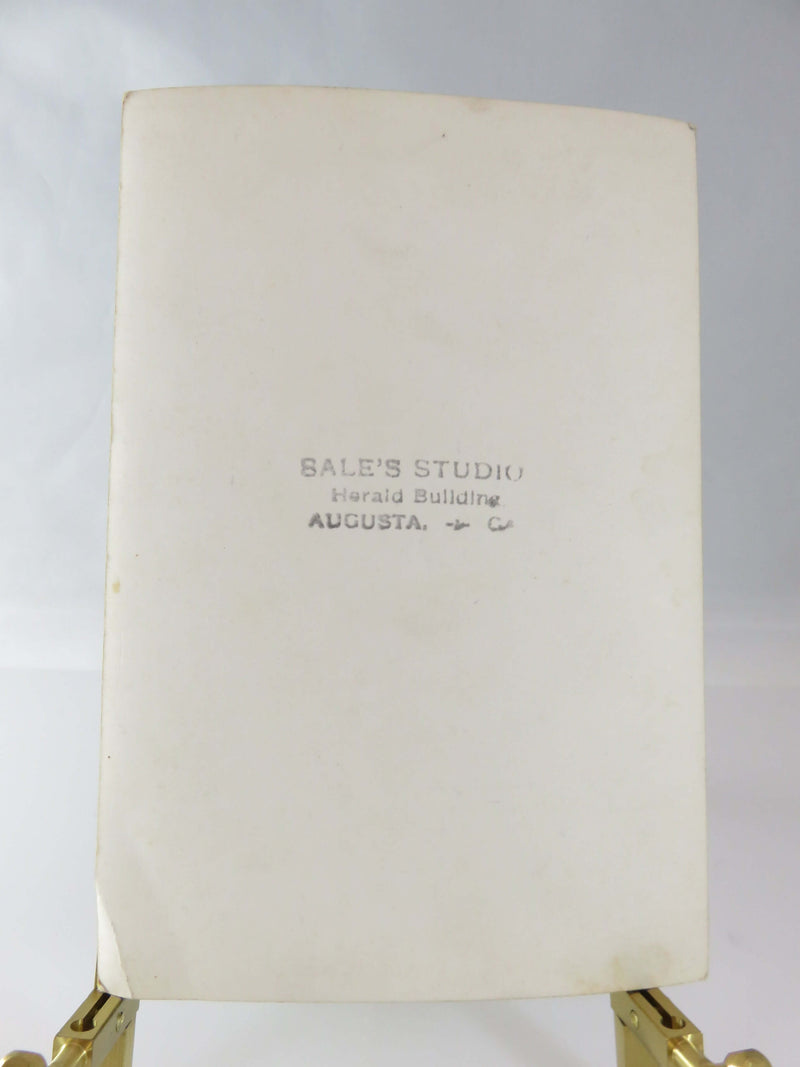 SALE'S STUDIO
Herald Building
AUGUSTA. - GA